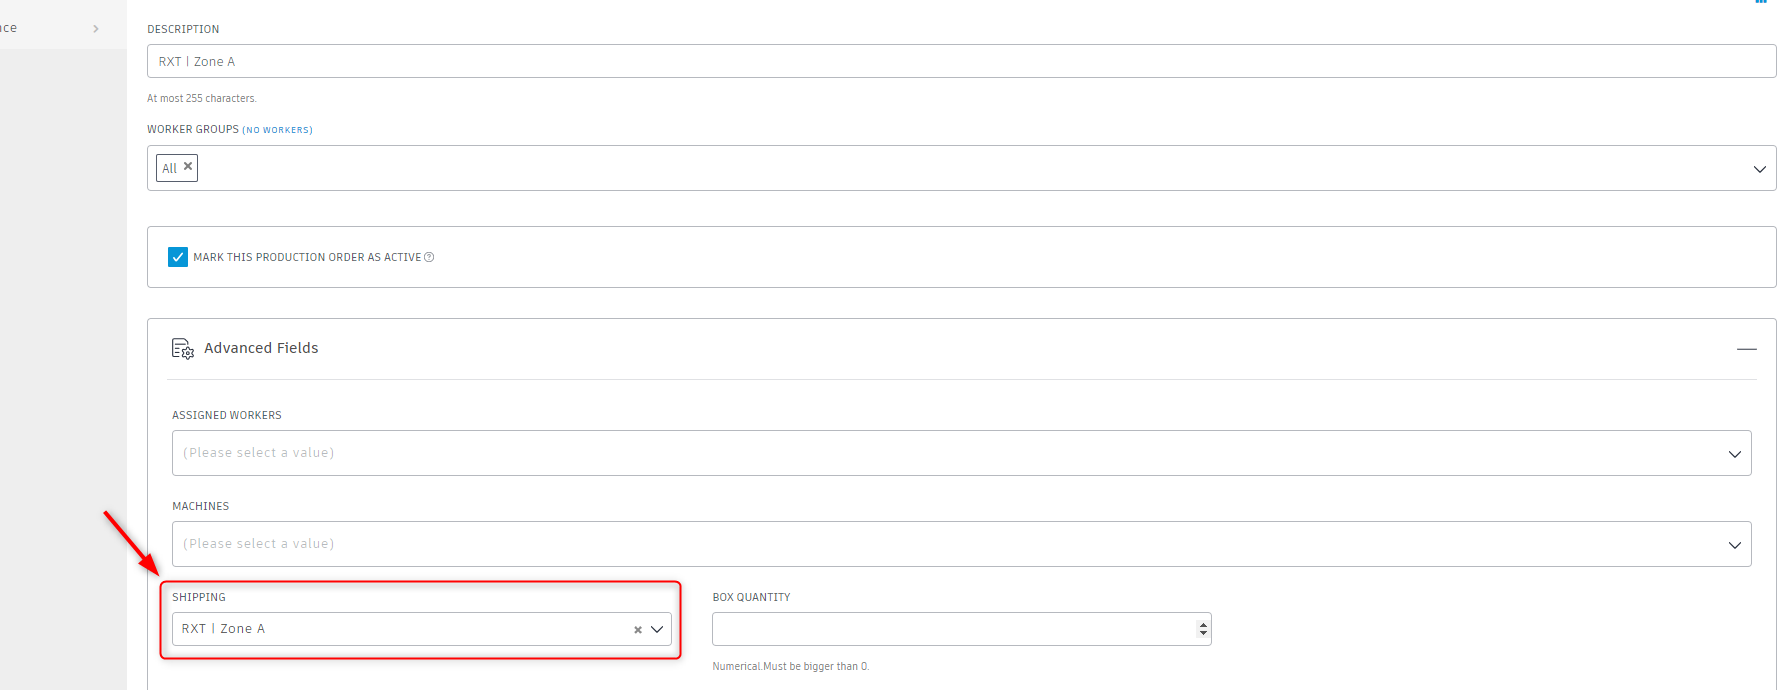 nce
DESCRIPTION
RXT | Zone A
At most 255 characters.
WORKER GROUPS (NO WORKERS)
All
MARK THIS PRODUCTION ORDER AS ACTIVE
Advanced Fields
ASSIGNED WORKERS
(Please select a value)
MACHINES
(Please select a value)
SHIPPING
RXT | Zone A
BOX QUANTITY
Numerical.Must be bigger than 0.